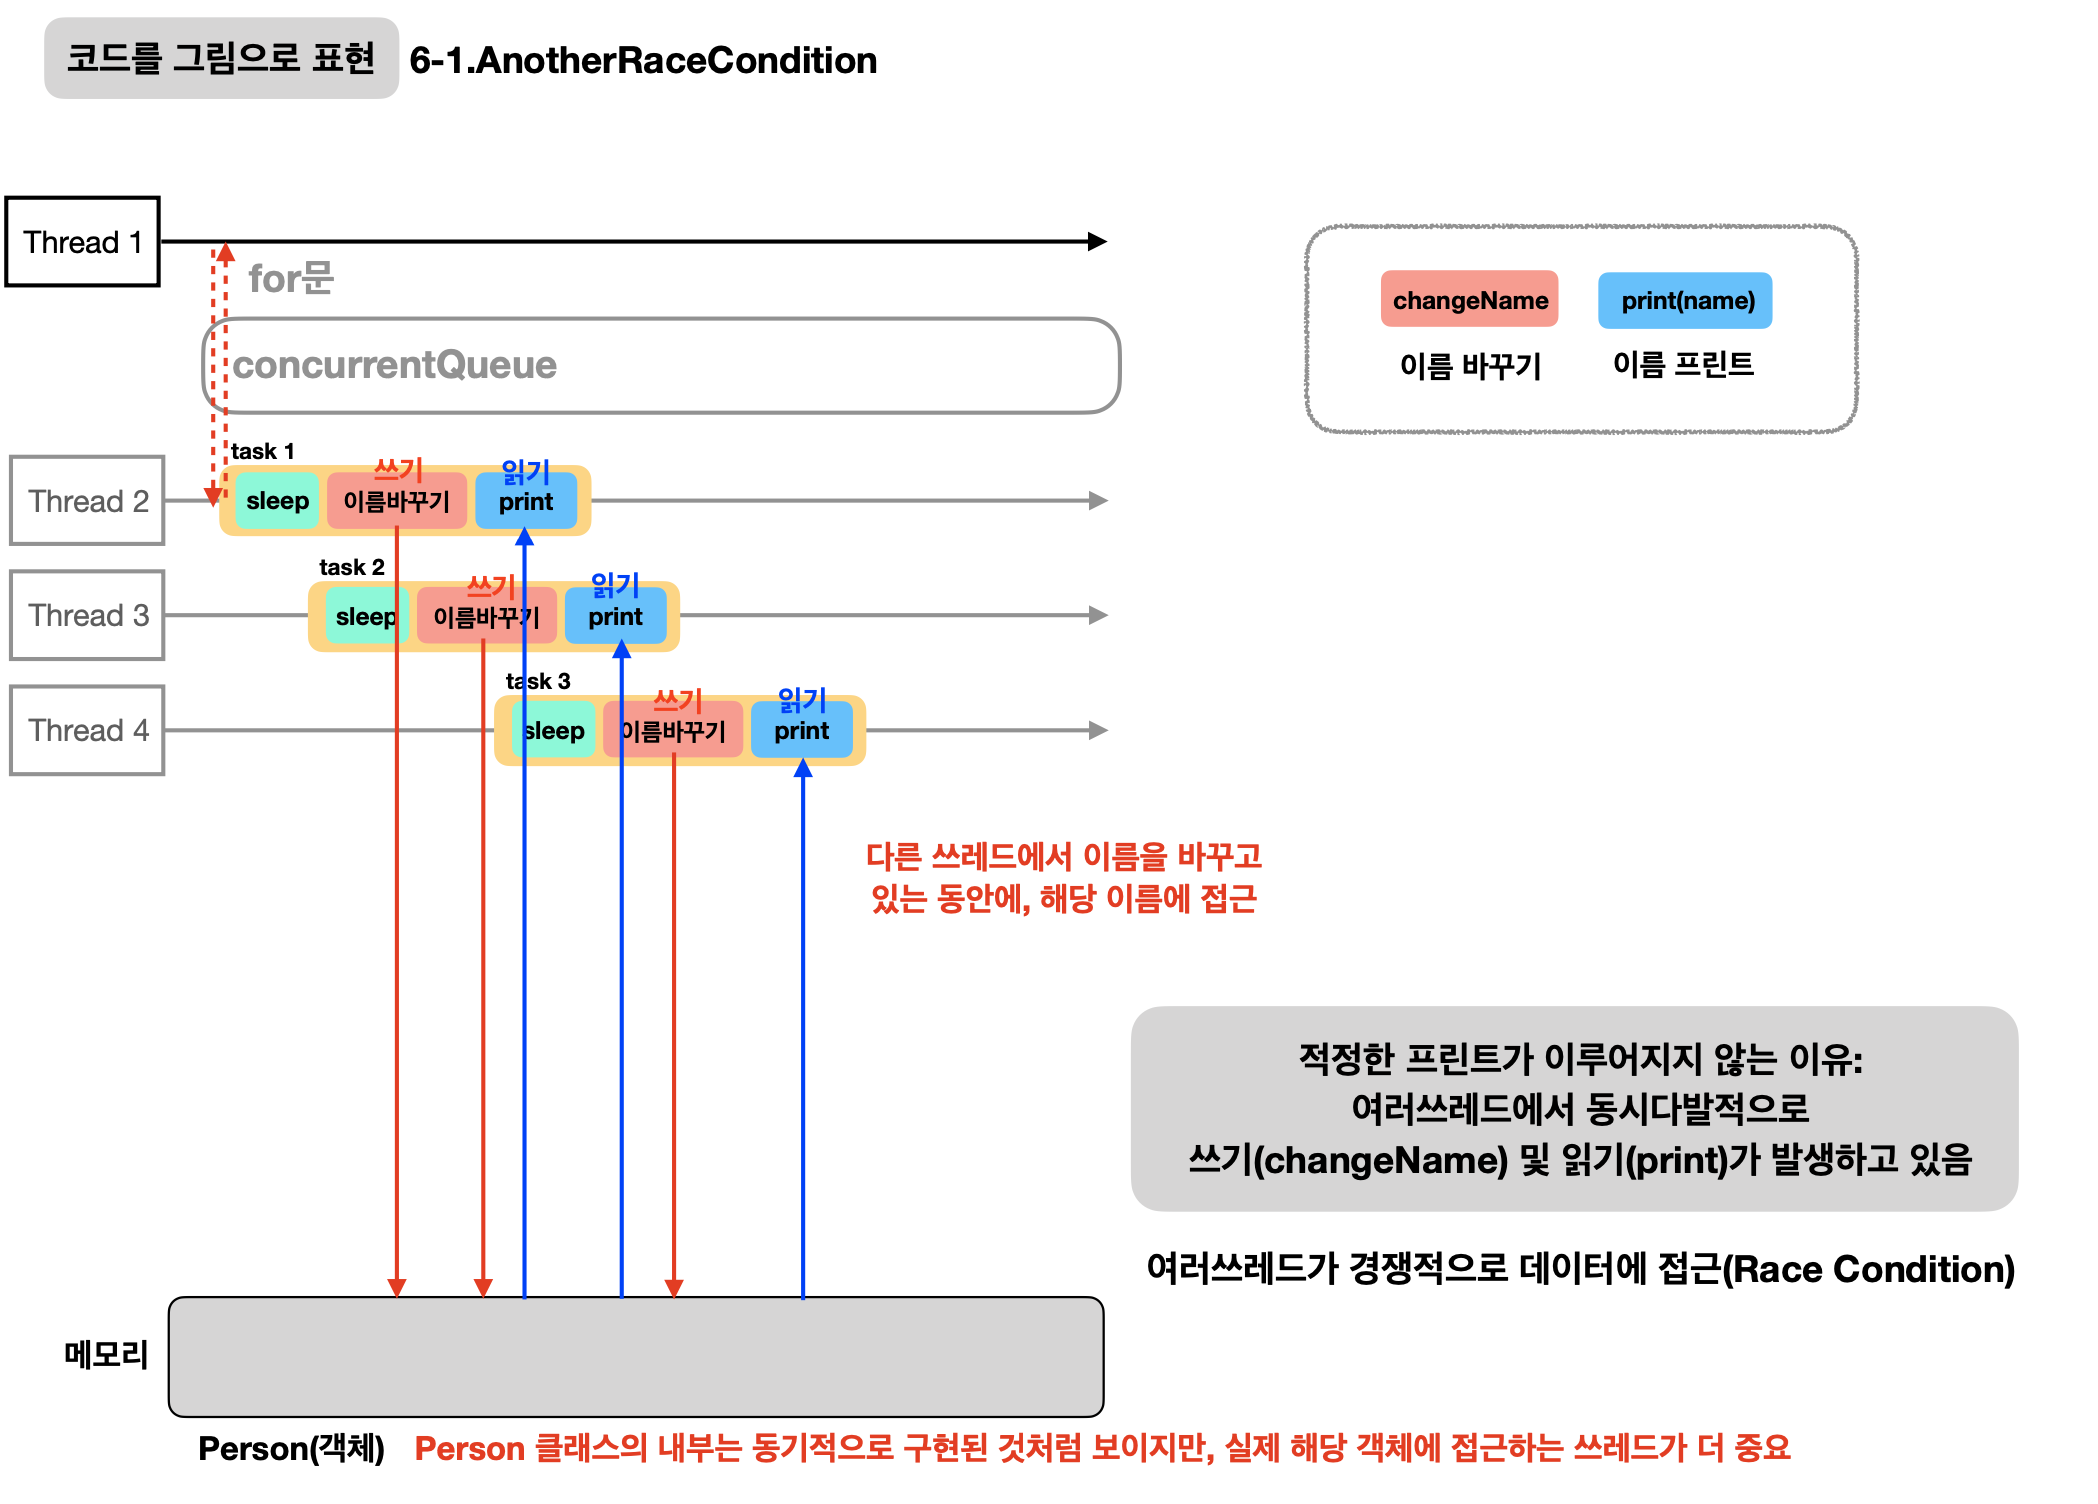 코드를 그림으로 표현 6-1.AnotherRaceCondition
Thread 1
for문
concurrentQueue
changeName
print(name)
이름 바꾸기
이름 프린트
task 1
쓰기
읽기
Thread 2
sleep
이름바꾸기
print
task 2
쓰기
읽기
Thread 3
sleep
이름바꾸기
print
task 3
쓰기
읽기
Thread 4
sleep
이름바꾸기
print
다른 쓰레드에서 이름을 바꾸고
있는 동안에, 해당 이름에 접근
적정한 프린트가 이루어지지 않는 이유:
여러쓰레드에서 동시다발적으로
쓰기(changeName) 및 읽기(print)가 발생하고 있음
여러쓰레드가 경쟁적으로 데이터에 접근(Race Condition)
메모리
Person(객체) Person 클래스의 내부는 동기적으로 구현된 것처럼 보이지만, 실제 해당 객체에 접근하는 쓰레드가 더 중요